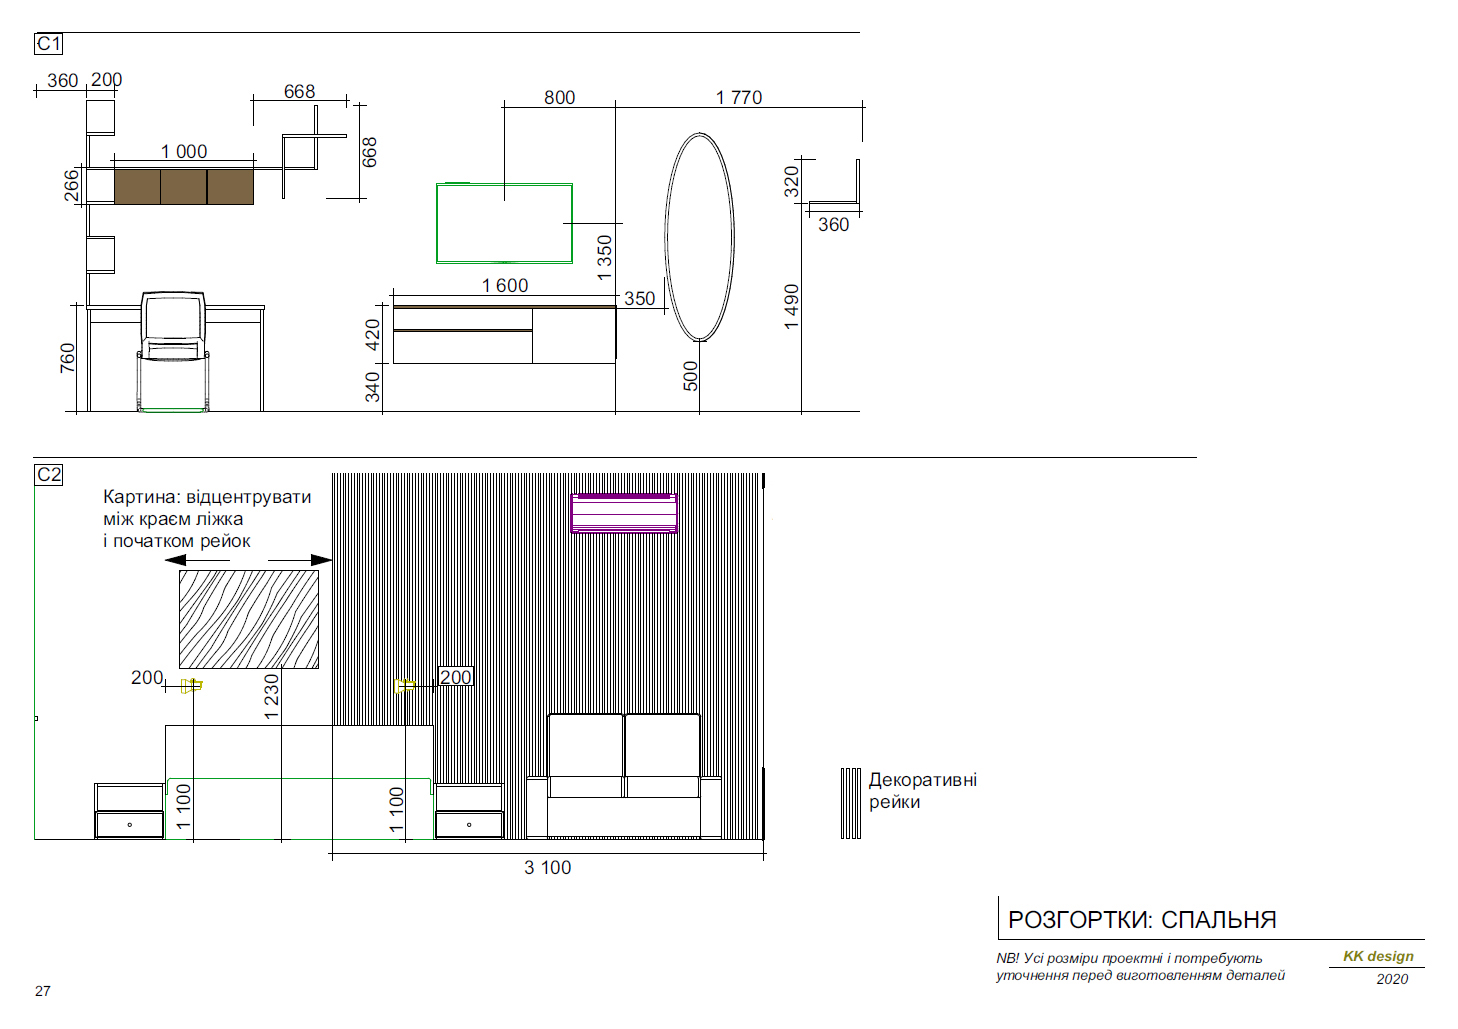 C1
360
200
668
800
1 770
1 000
668
266
320
360
1 350
1 600
350
1 490
420
760
340
500
C2
Картина: відцентрувати
між краєм ліжка
і початком рейок
200
200
1 230
1 100
1 100
Декоративні
рейки
3 100
РОЗГОРТКИ: СПАЛЬНЯ
NB! Усі розміри проектні і потребують
уточнення перед виготовленням деталей
KK design
2020
27